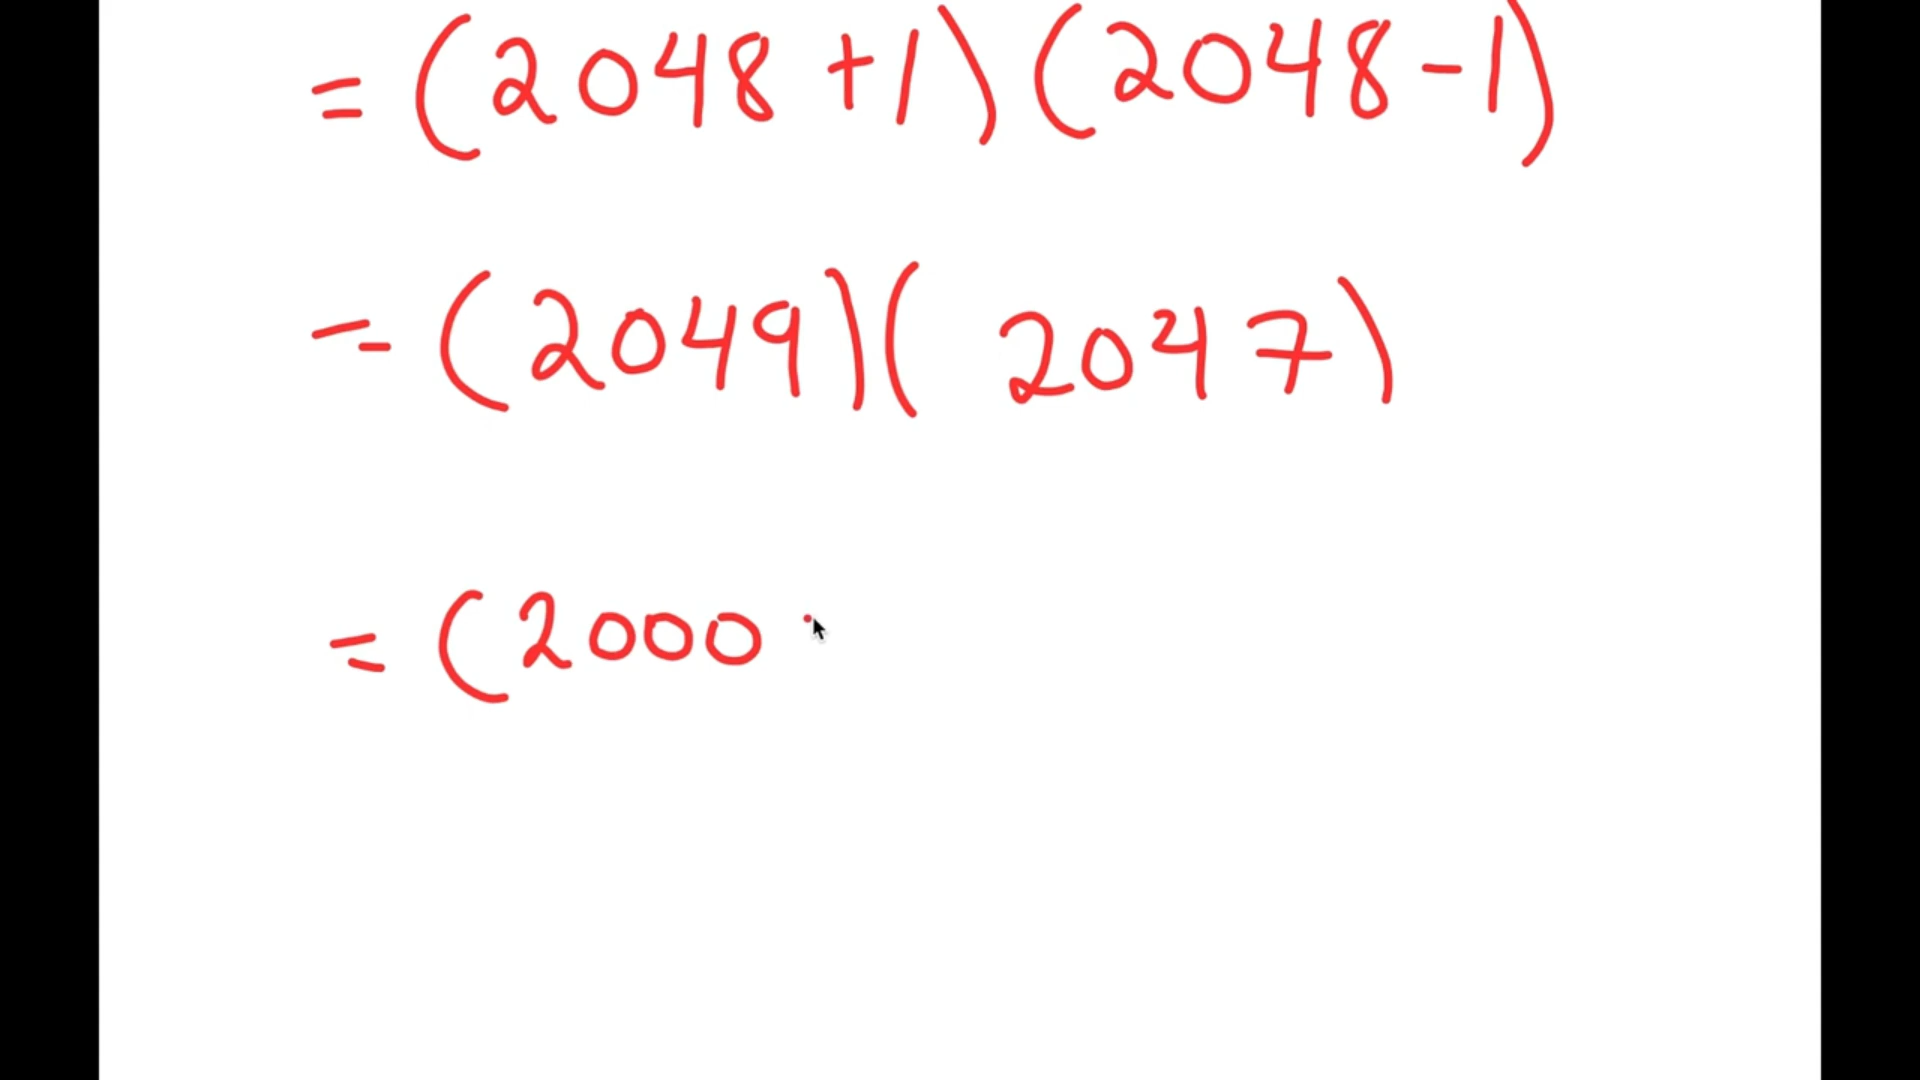 = (2048+1)(2048-1)
= (2049)(2047)
= (2000